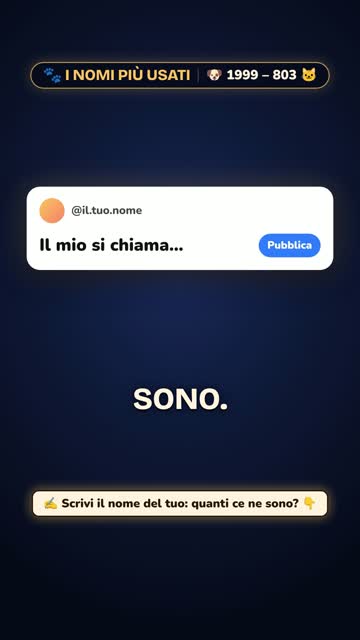 🐾 I NOMI PIÙ USATI | 🐶 1999 – 803 🐱
@il.tuo.nome
Il mio si chiama...
Pubblica
SONO.
✍️ Scrivi il nome del tuo: quanti ce ne sono? 👇